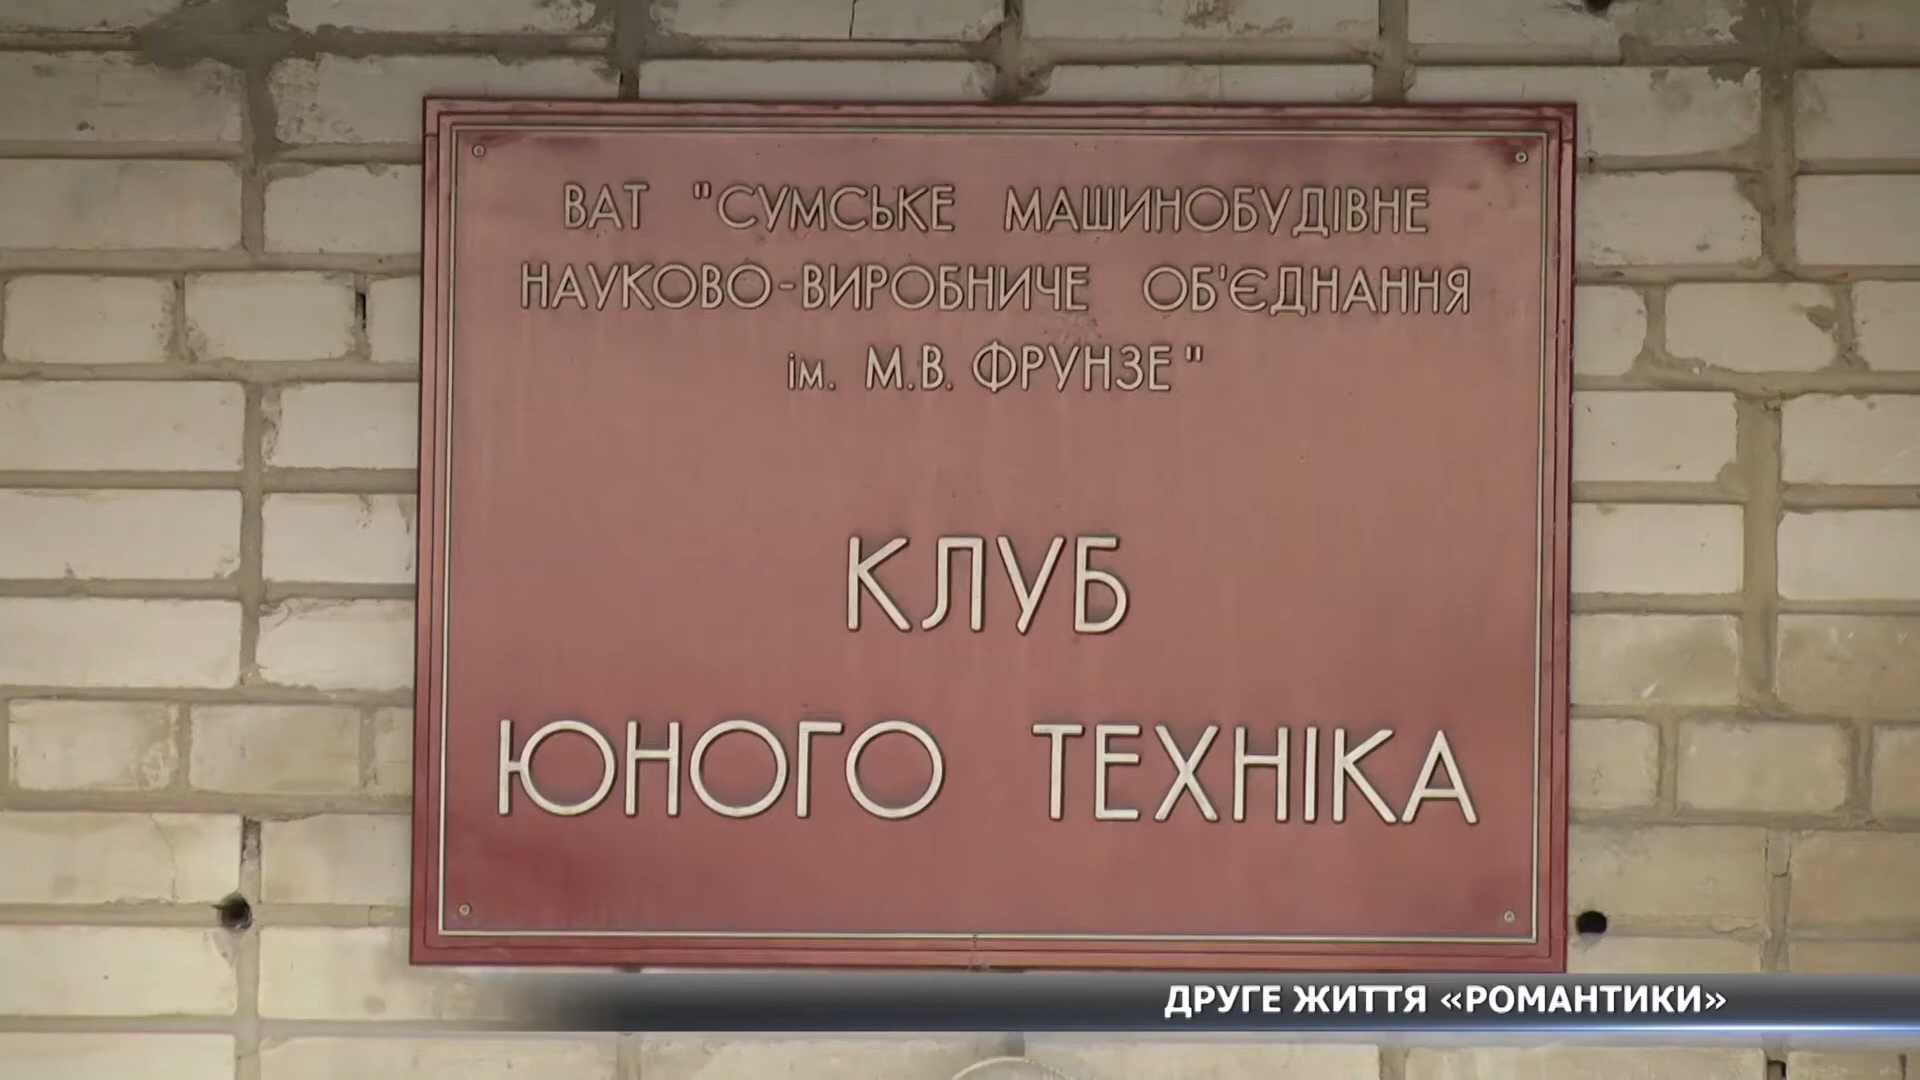 ВАТ "СУМСЬКЕ МАШИНОБУДІВНЕ
НАУКОВО-ВИРОБНИЧЕ ОБ'ЄДНАННЯ
ім. М.В. ФРУНЗЕ"
КЛУБ
ЮНОГО ТЕХНІКА
ДРУГЕ ЖИТТЯ «РОМАНТИКИ»